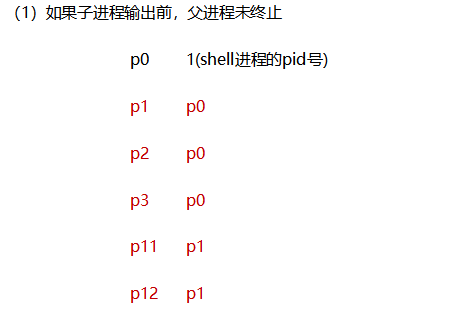 （1）如果子进程输出前，父进程未终止
p0 1(shell进程的pid号)
p1 p0
p2 p0
p3 p0
p11 p1
p12 p1